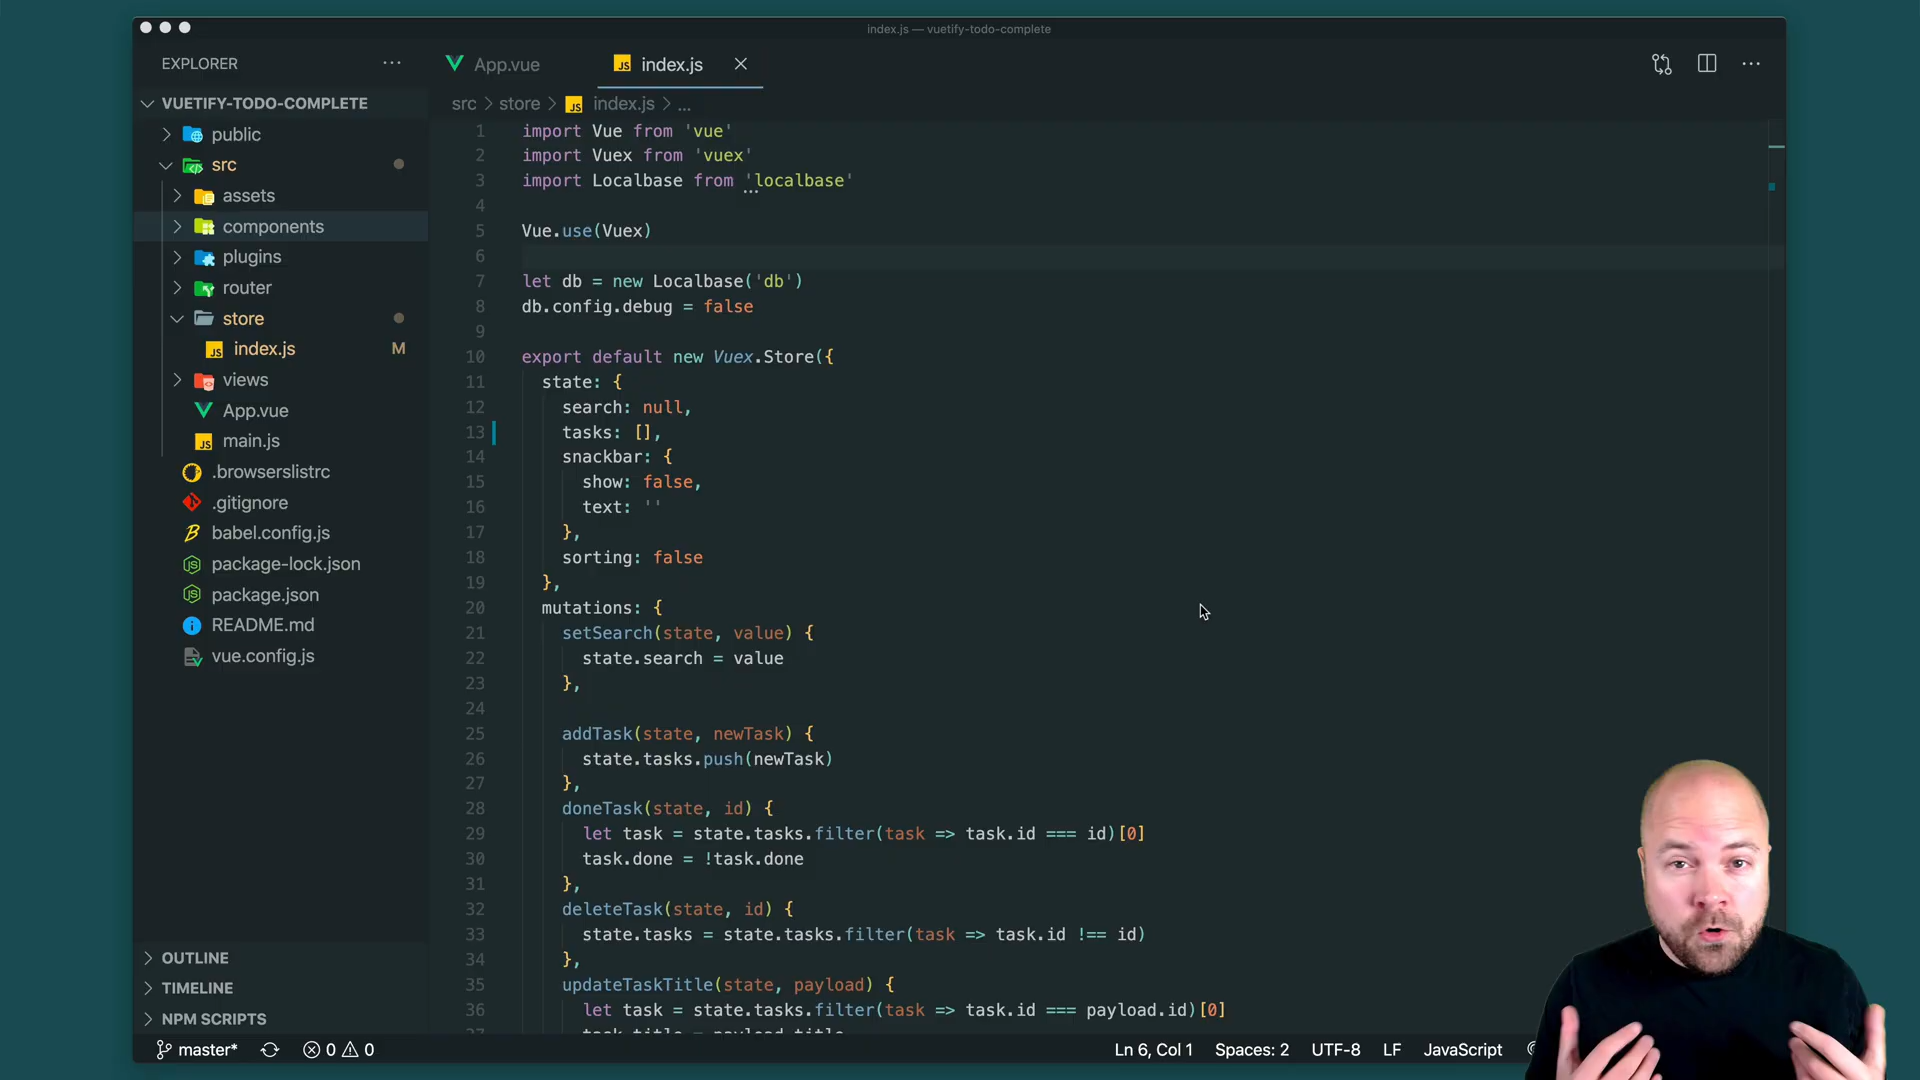 index.js — vuetify-todo-complete
EXPLORER
VUETIFY-TODO-COMPLETE
public
src
assets
components
plugins
router
store
index.js M
views
App.vue
main.js
.browserslistrc
.gitignore
babel.config.js
package-lock.json
package.json
README.md
vue.config.js
OUTLINE
TIMELINE
NPM SCRIPTS
App.vue
JS index.js
src > store > JS index.js > ...
1 import Vue from 'vue'
2 import Vuex from 'vuex'
3 import Localbase from 'localbase'
4
5 Vue.use(Vuex)
6
7 let db = new Localbase('db')
8 db.config.debug = false
9
10 export default new Vuex.Store({
11 state: {
12 search: null,
13 tasks: [],
14 snackbar: {
15 show: false,
16 text: ''
17 },
18 sorting: false
19 },
20 mutations: {
21 setSearch(state, value) {
22 state.search = value
23 },
24
25 addTask(state, newTask) {
26 state.tasks.push(newTask)
27 },
28 doneTask(state, id) {
29 let task = state.tasks.filter(task => task.id === id)[0]
30 task.done = !task.done
31 },
32 deleteTask(state, id) {
33 state.tasks = state.tasks.filter(task => task.id !== id)
34 },
35 updateTaskTitle(state, payload) {
36 let task = state.tasks.filter(task => task.id === payload.id)[0]
37 task.title = payload.title
master* 0 0 Ln 6, Col 1 Spaces: 2 UTF-8 LF JavaScript